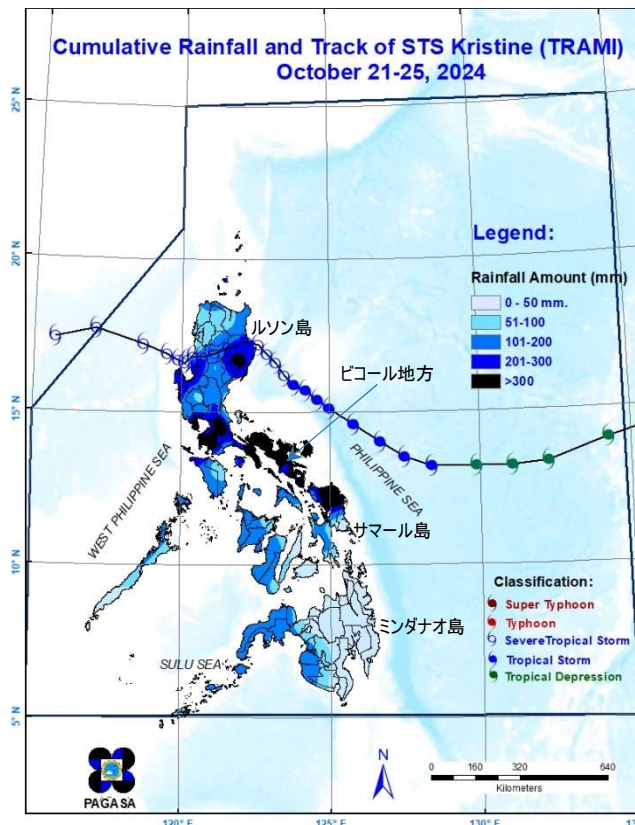 Cumulative Rainfall and Track of STS Kristine (TRAMI)
October 21-25, 2024
25° N
20° N
15° N
10° N
5° N
Legend:
Rainfall Amount (mm)
0 - 50 mm.
51-100
101-200
201-300
>300
ルソン島
ビコール地方
サマール島
ミンダナオ島
WEST PHILIPPINE SEA
PHILIPPINE SEA
SULU SEA
Classification:
Super Typhoon
Typhoon
SevereTropical Storm
Tropical Storm
Tropical Depression
PAGASA
N
0 160 320 640
Kilometers
120° E
125° E
130° E